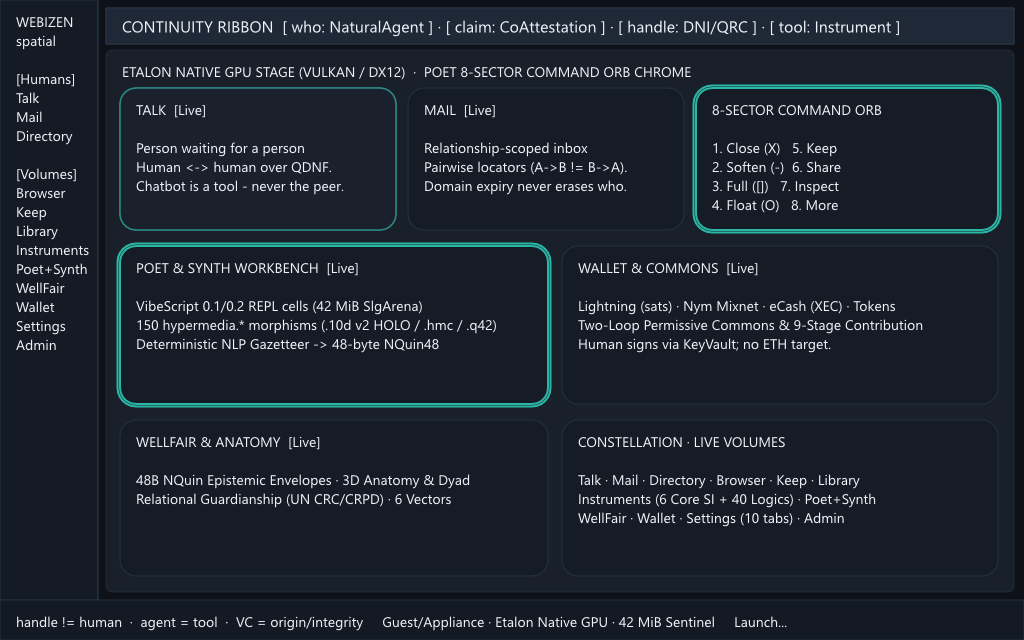 WEBIZEN
spatial
[Humans]
Talk
Mail
Directory
[Volumes]
Browser
Keep
Library
Instruments
Poet+Synth
WellFair
Wallet
Settings
Admin
CONTINUITY RIBBON [ who: NaturalAgent ] · [ claim: CoAttestation ] · [ handle: DNI/QRC ] · [ tool: Instrument ]
ETALON NATIVE GPU STAGE (VULKAN / DX12) · POET 8-SECTOR COMMAND ORB CHROME
TALK [Live]
Person waiting for a person
Human <-> human over QDNF.
Chatbot is a tool - never the peer.
MAIL [Live]
Relationship-scoped inbox
Pairwise locators (A->B != B->A).
Domain expiry never erases who.
8-SECTOR COMMAND ORB
1. Close (X) 5. Keep
2. Soften (-) 6. Share
3. Full ([]) 7. Inspect
4. Float (O) 8. More
POET & SYNTH WORKBENCH [Live]
VibeScript 0.1/0.2 REPL cells (42 MiB SlgArena)
150 hypermedia.* morphisms (.10d v2 HOLO / .hmc / .q42)
Deterministic NLP Gazetteer -> 48-byte NQuin48
WALLET & COMMONS [Live]
Lightning (sats) · Nym Mixnet · eCash (XEC) · Tokens
Two-Loop Permissive Commons & 9-Stage Contribution
Human signs via KeyVault; no ETH target.
WELLFAIR & ANATOMY [Live]
48B NQuin Epistemic Envelopes · 3D Anatomy & Dyad
Relational Guardianship (UN CRC/CRPD) · 6 Vectors
CONSTELLATION · LIVE VOLUMES
Talk · Mail · Directory · Browser · Keep · Library
Instruments (6 Core SI + 40 Logics) · Poet+Synth
WellFair · Wallet · Settings (10 tabs) · Admin
handle != human · agent = tool · VC = origin/integrity Guest/Appliance · Etalon Native GPU · 42 MiB Sentinel Launch...